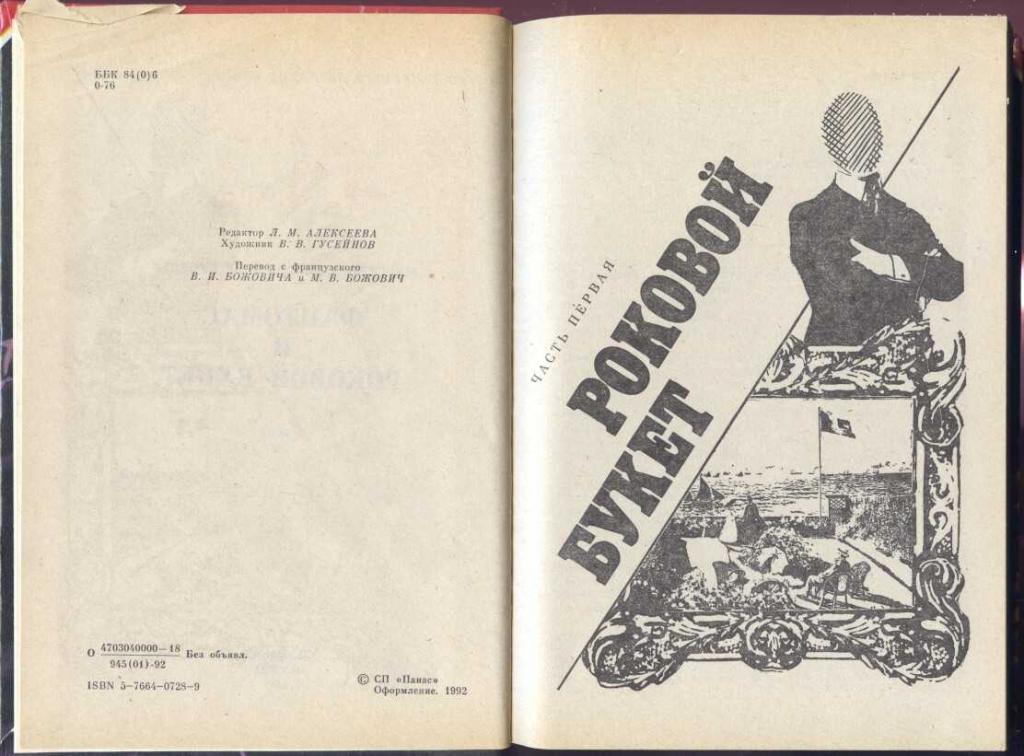 ББК 84(0)6
0-76
Редактор Л. М. АЛЕКСЕЕВА
Художник В. В. ГУСЕЙНОВ
Перевод с французского
В. И. БОЖОВИЧА и М. В. БОЖОВИЧ
О 4703040000—18 Без объявл.
945(01)-92
ISBN 5-7664-0728-9
© СП «Панас»
Оформление. 1992
ЧАСТЬ ПЕРВАЯ
РОКОВОЙ
БУКЕТ